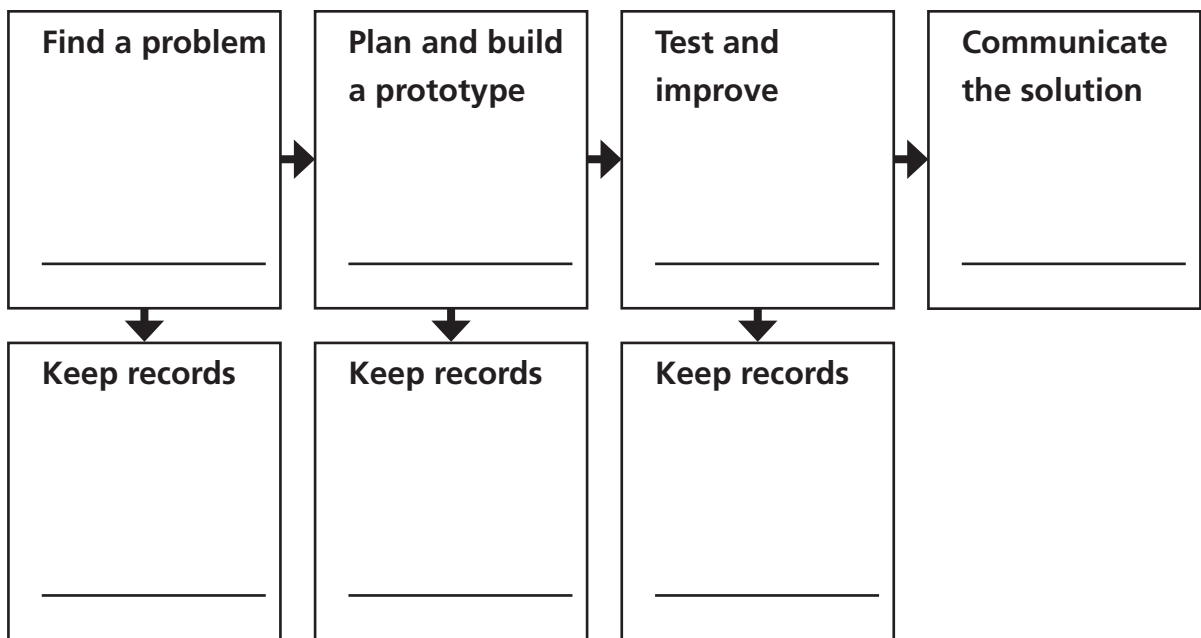 Find a problem
Plan and build
a prototype
Test and
improve
Communicate
the solution
Keep records
Keep records
Keep records